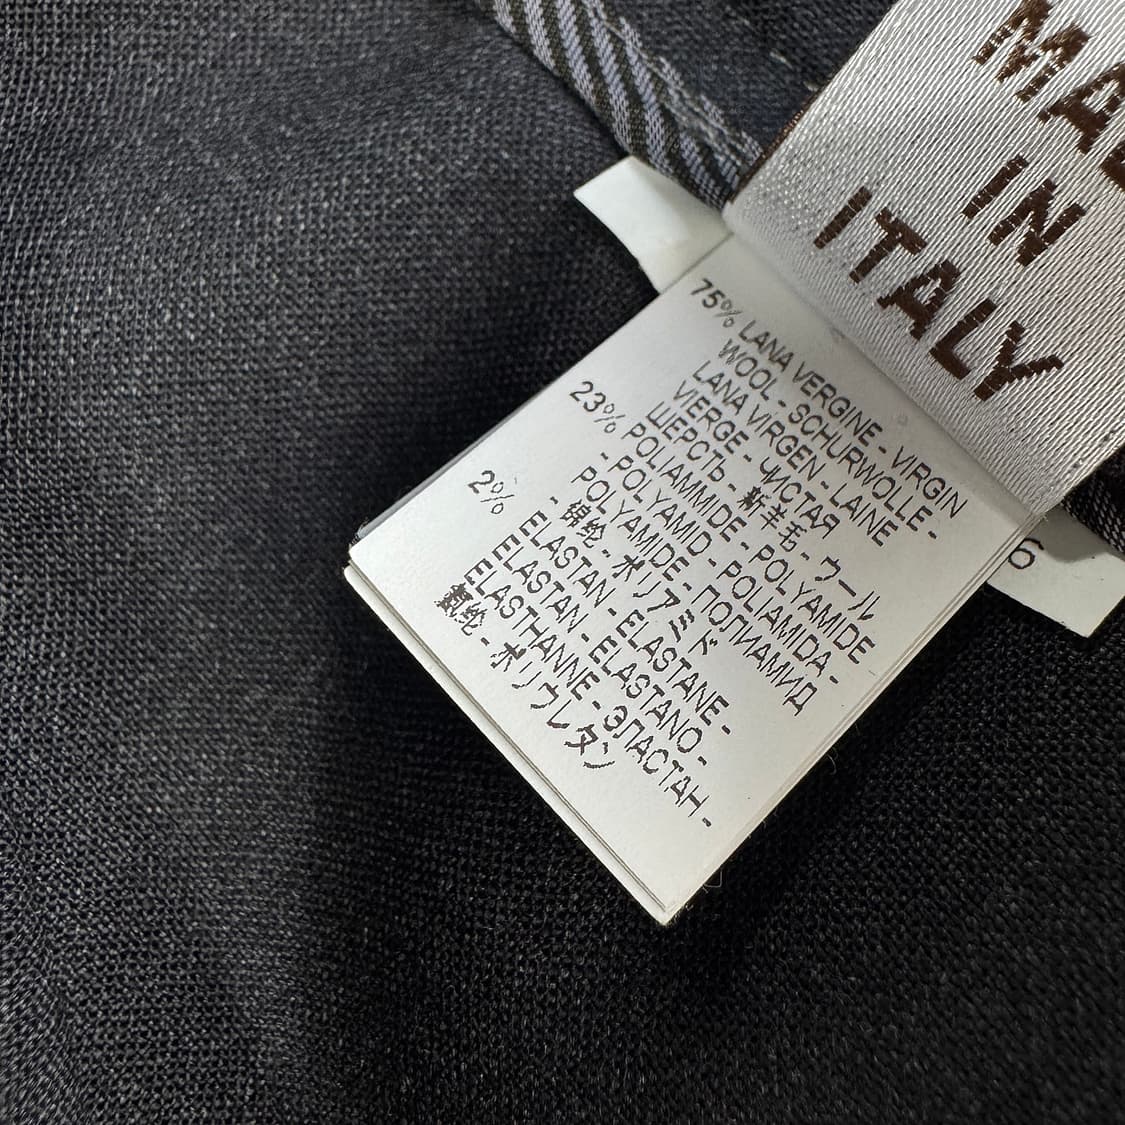 MADE
IN
ITALY
75% LANA VERGINE - VIRGIN
WOOL - SCHURWOLLE -
LANA VIRGEN - LAINE
VIERGE - ЧИСТАЯ
ШЕРСТЬ - 新羊毛 - ウール
23% POLIAMMIDE - POLYAMIDE
- POLYAMID - POLIAMIDA -
POLYAMIDE - ПОЛИАМИД
- 锦纶 - ポリアミド
2% ELASTAN - ELASTANE -
ELASTAN - ELASTANO -
ELASTHANNE - ЭЛАСТАН -
纶 - ポリウレタン
6